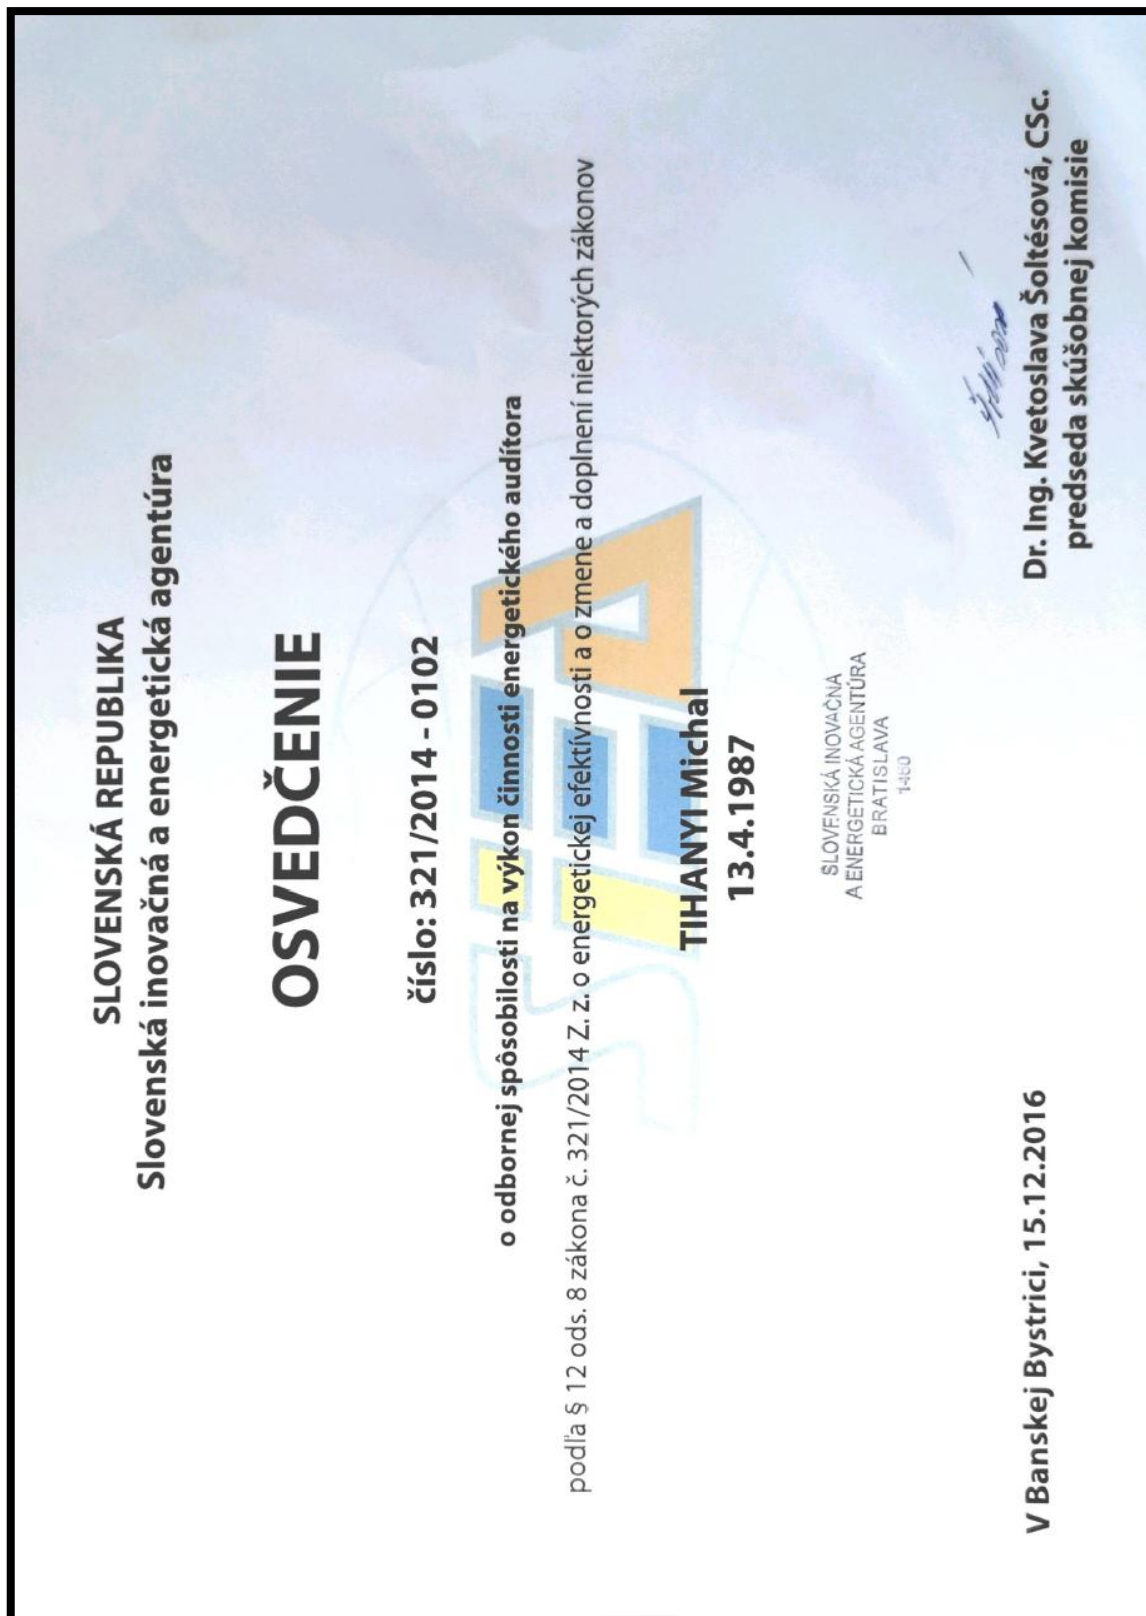 SLOVENSKÁ REPUBLIKA
Slovenská inovačná a energetická agentúra
OSVEDČENIE
číslo: 321/2014 - 0102
o odbornej spôsobilosti na výkon činnosti energetického audítora
podľa § 12 ods. 8 zákona č. 321/2014 Z. z. o energetickej efektívnosti a o zmene a doplnení niektorých zákonov
SIEA
TIHANYI Michal
13.4.1987
SLOVENSKÁ INOVAČNÁ
A ENERGETICKÁ AGENTÚRA
BRATISLAVA
V Banskej Bystrici, 15.12.2016
Dr. Ing. Kvetoslava Šoltésová, CSc.
predseda skúšobnej komisie